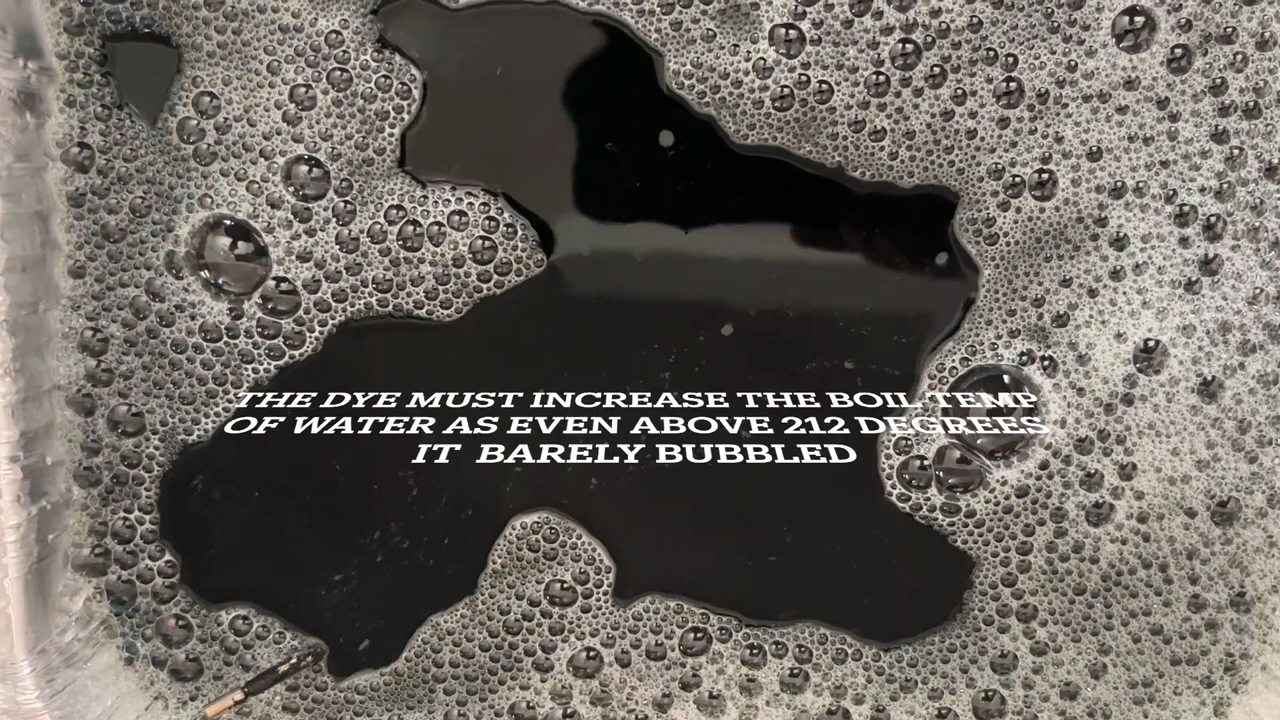 THE DYE MUST INCREASE THE BOIL TEMP
OF WATER AS EVEN ABOVE 212 DEGREES
IT BARELY BUBBLED